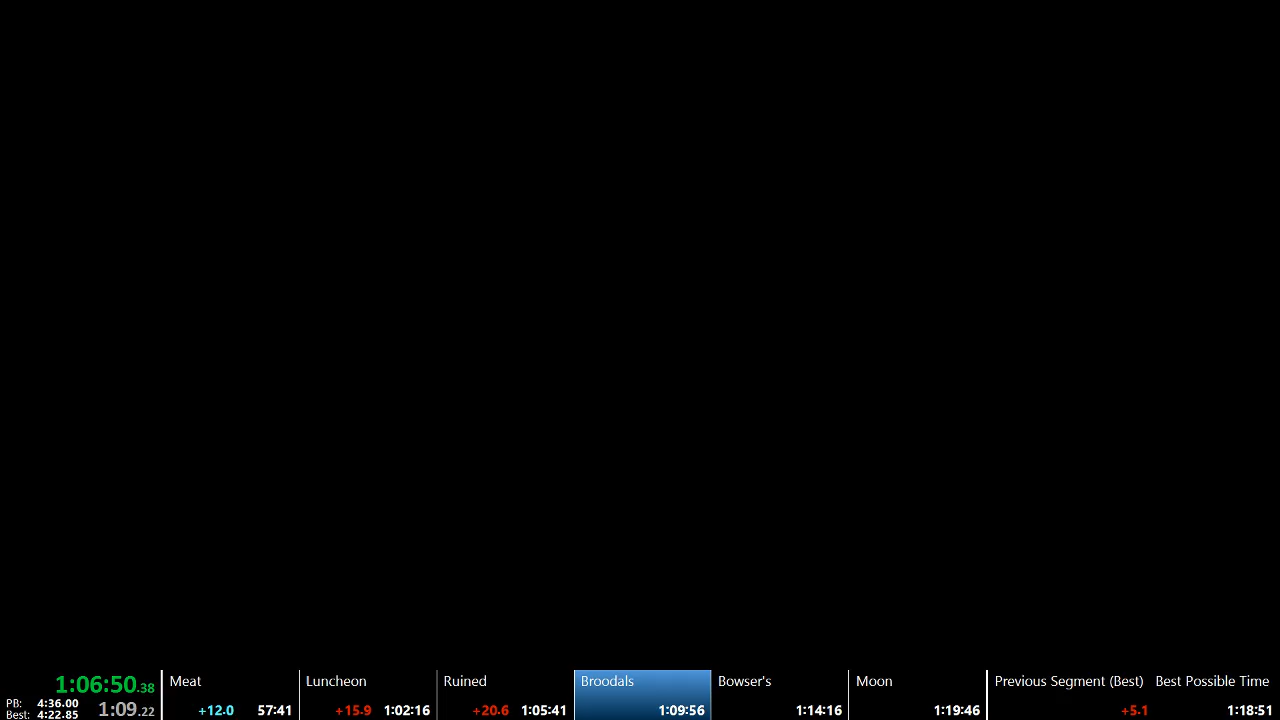 1:06:50.38
PB: 4:36.00
Best: 4:22.85
1:09.22
Meat
+12.0 57:41
Luncheon
+15.9 1:02:16
Ruined
+20.6 1:05:41
Broodals
1:09:56
Bowser's
1:14:16
Moon
1:19:46
Previous Segment (Best)
+5.1
Best Possible Time
1:18:51